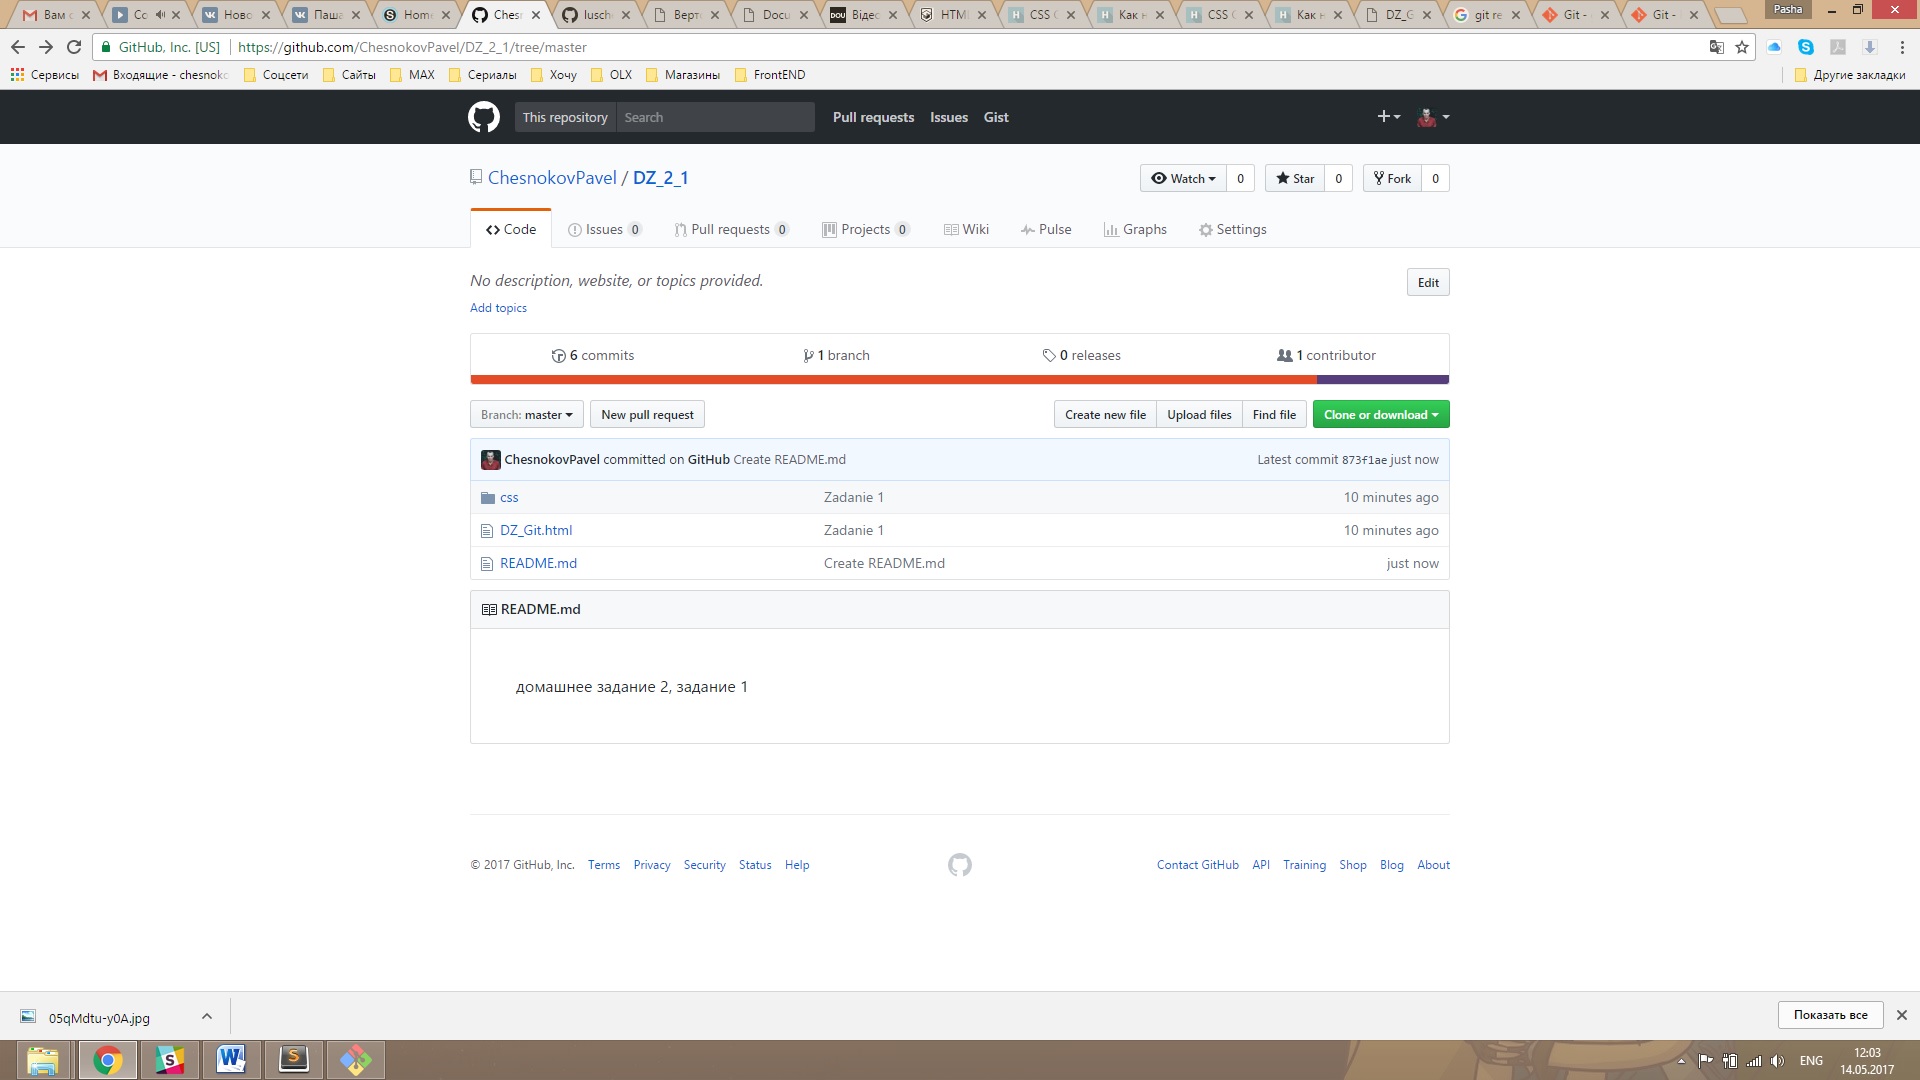 Вам
Со
Ново
Паша
Home
Ches
lusch
Верт
Docu
DOU Відес
HTMl
CSS
Как н
CSS
Как н
DZ_G
git re
Git -
Git -
Pasha
GitHub, Inc. [US] https://github.com/ChesnokovPavel/DZ_2_1/tree/master
Сервисы Входящие - chesnoko Соцсети Сайты MAX Сериалы Хочу OLX Магазины FrontEND Другие закладки
This repository Search Pull requests Issues Gist
ChesnokovPavel / DZ_2_1 Watch 0 Star 0 Fork 0
Code Issues 0 Pull requests 0 Projects 0 Wiki Pulse Graphs Settings
No description, website, or topics provided. Edit
Add topics
6 commits 1 branch 0 releases 1 contributor
Branch: master New pull request Create new file Upload files Find file Clone or download
ChesnokovPavel committed on GitHub Create README.md Latest commit 873f1ae just now
css Zadanie 1 10 minutes ago
DZ_Git.html Zadanie 1 10 minutes ago
README.md Create README.md just now
README.md
домашнее задание 2, задание 1
© 2017 GitHub, Inc. Terms Privacy Security Status Help Contact GitHub API Training Shop Blog About
05qMdtu-y0A.jpg Показать все
ENG 12:03
14.05.2017